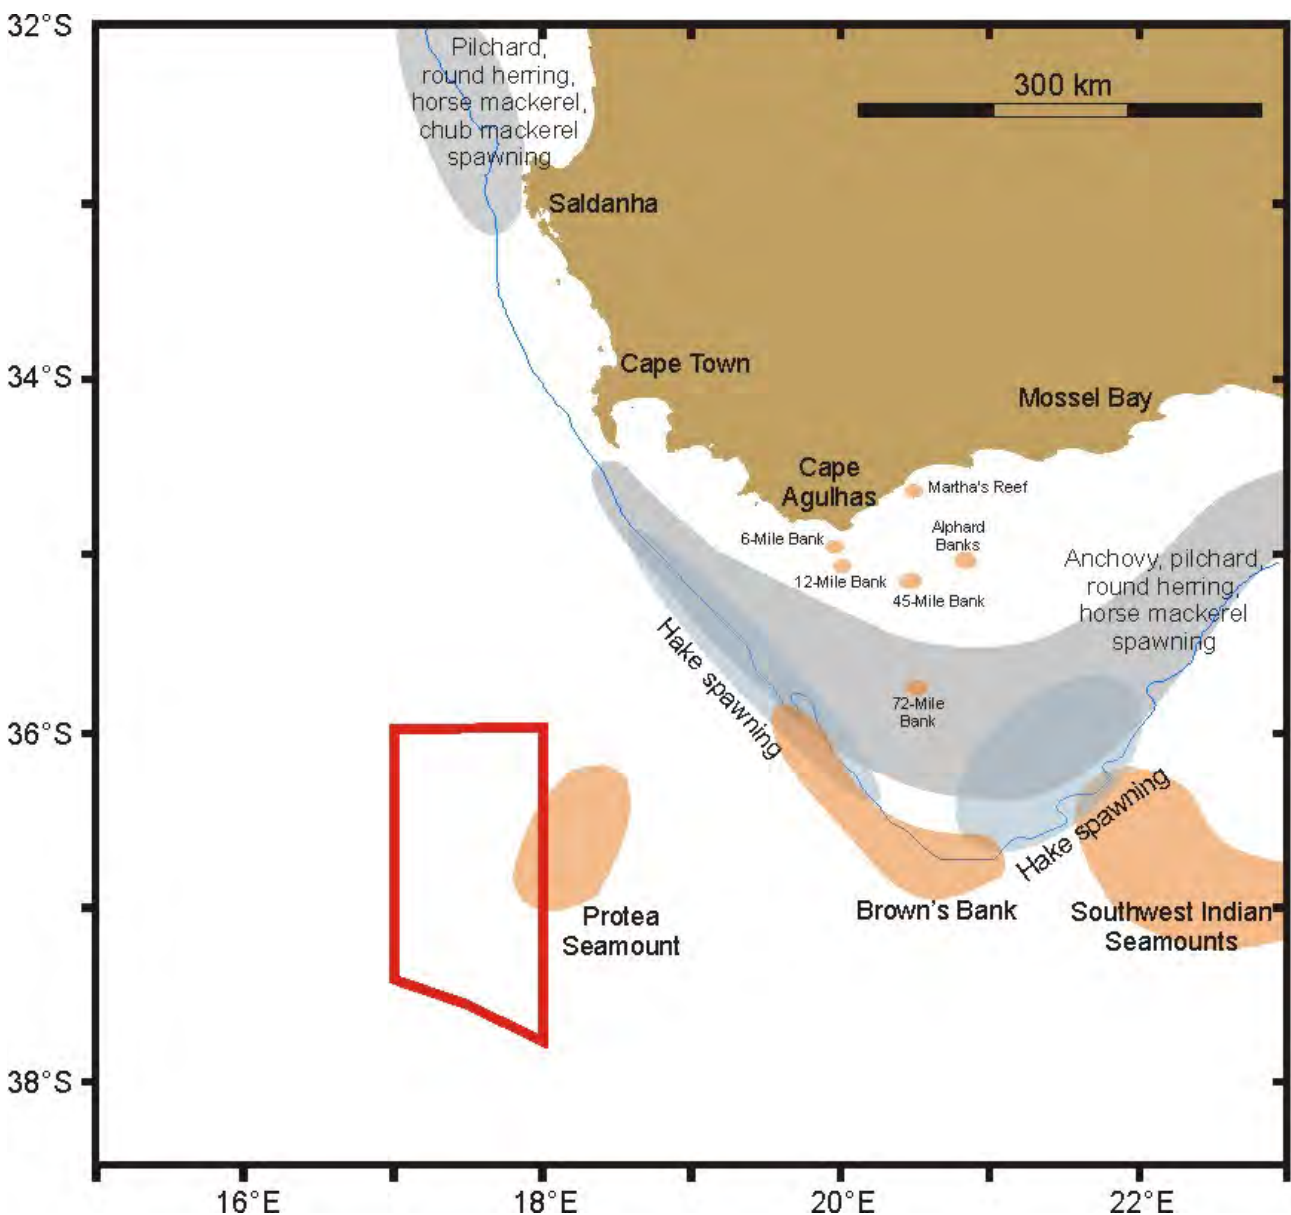 32°S
Pilchard,
round herring,
horse mackerel,
chub mackerel
spawning
300 km
Saldanha
Cape Town
34°S
Mossel Bay
Cape
Agulhas
Martha's Reef
6-Mile Bank
Alphard
Banks
12-Mile Bank
45-Mile Bank
Anchovy, pilchard,
round herring,
horse mackerel
spawning
Hake spawning
72-Mile
Bank
36°S
Hake spawning
Protea
Seamount
Brown's Bank
Southwest Indian
Seamounts
38°S
16°E
18°E
20°E
22°E